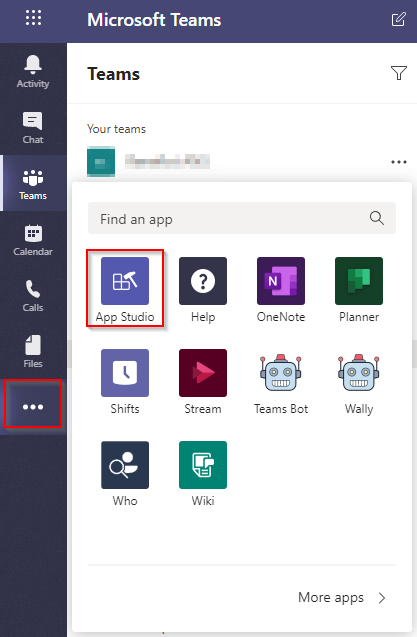 Microsoft Teams
Activity
Chat
Teams
Calendar
Calls
Files
Teams
Your teams
Find an app
App Studio
Help
OneNote
Planner
Shifts
Stream
Teams Bot
Wally
Who
Wiki
More apps